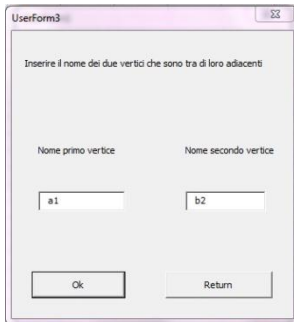 UserForm3
Inserire il nome dei due vertici che sono tra di loro adiacenti
Nome primo vertice Nome secondo vertice
a1 b2
Ok Return